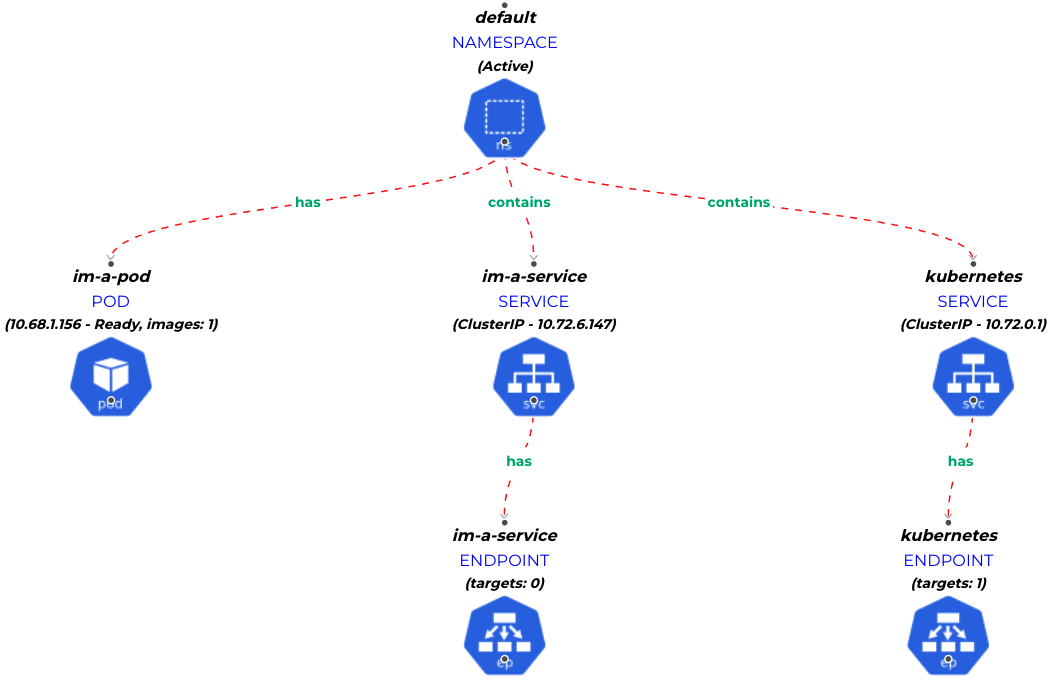 default
NAMESPACE
(Active)
ns
has
contains
contains
im-a-pod
POD
(10.68.1.156 - Ready, images: 1)
pod
im-a-service
SERVICE
(ClusterIP - 10.72.6.147)
svc
kubernetes
SERVICE
(ClusterIP - 10.72.0.1)
svc
has
has
im-a-service
ENDPOINT
(targets: 0)
ep
kubernetes
ENDPOINT
(targets: 1)
ep